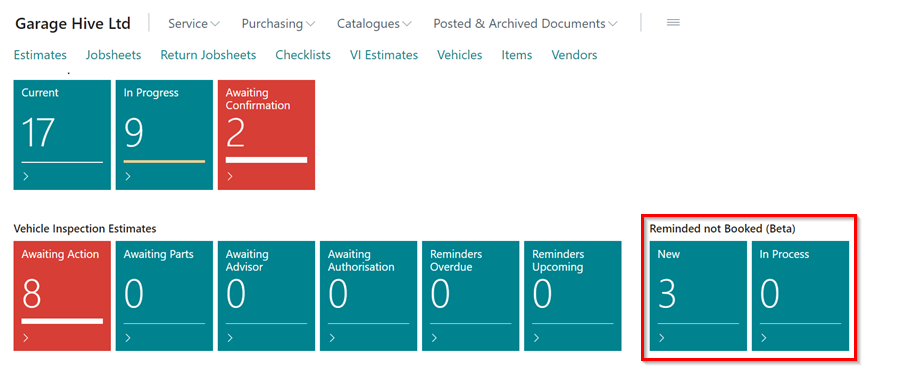 Garage Hive Ltd Service Purchasing Catalogues Posted & Archived Documents
Estimates Jobsheets Return Jobsheets Checklists VI Estimates Vehicles Items Vendors
Current
17
In Progress
9
Awaiting
Confirmation
2
Vehicle Inspection Estimates
Awaiting Action
8
Awaiting Parts
0
Awaiting
Advisor
0
Awaiting
Authorisation
0
Reminders
Overdue
0
Reminders
Upcoming
0
Reminded not Booked (Beta)
New
3
In Process
0